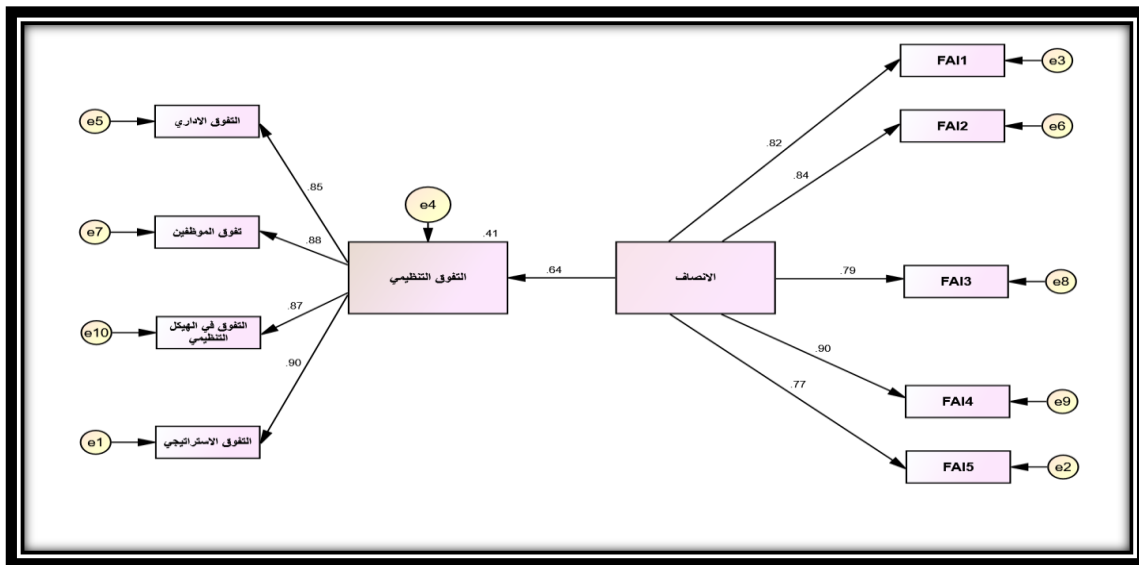 FAI1
e3
e5
التفوق الاداري
FAI2
e6
.82
.84
.85
e4
e7
تفوق الموظفين
.88
.41
التفوق التنظيمي
.64
الانصاف
.79
FAI3
e8
.87
e10
التفوق في الهيكل
التنظيمي
.90
.90
.77
FAI4
e9
e1
التفوق الاستراتيجي
FAI5
e2